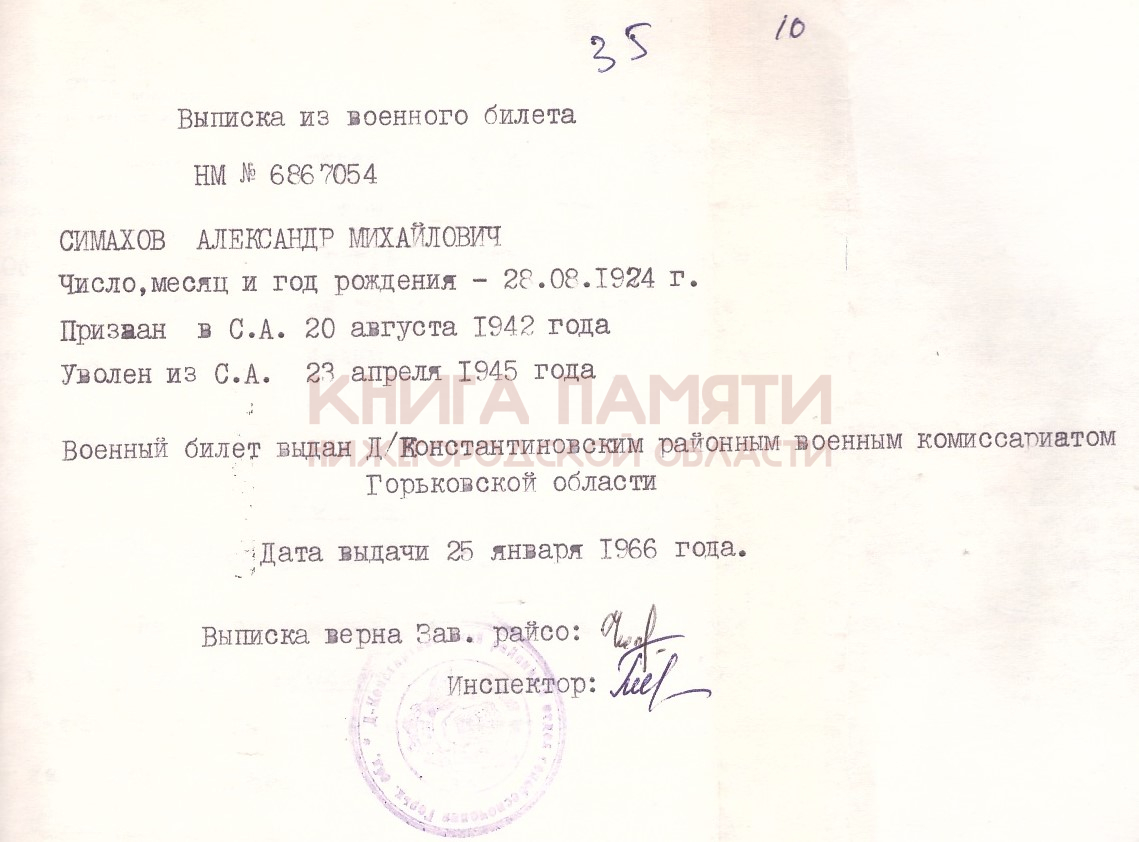 35
10
Выписка из военного билета
НМ № 6867054
СИМАХОВ АЛЕКСАНДР МИХАЙЛОВИЧ
Число,месяц и год рождения - 28.08.1924 г.
Призван в С.А. 20 августа 1942 года
Уволен из С.А. 23 апреля 1945 года
КНИГА ПАМЯТИ
Военный билет выдан Д/Константиновским районным военным комиссариатом
НИЖЕГОРОДСКОЙ ОБЛАСТИ
Горьковской области
Дата выдачи 25 января 1966 года.
Выписка верна Зав. райсо:
Инспектор: